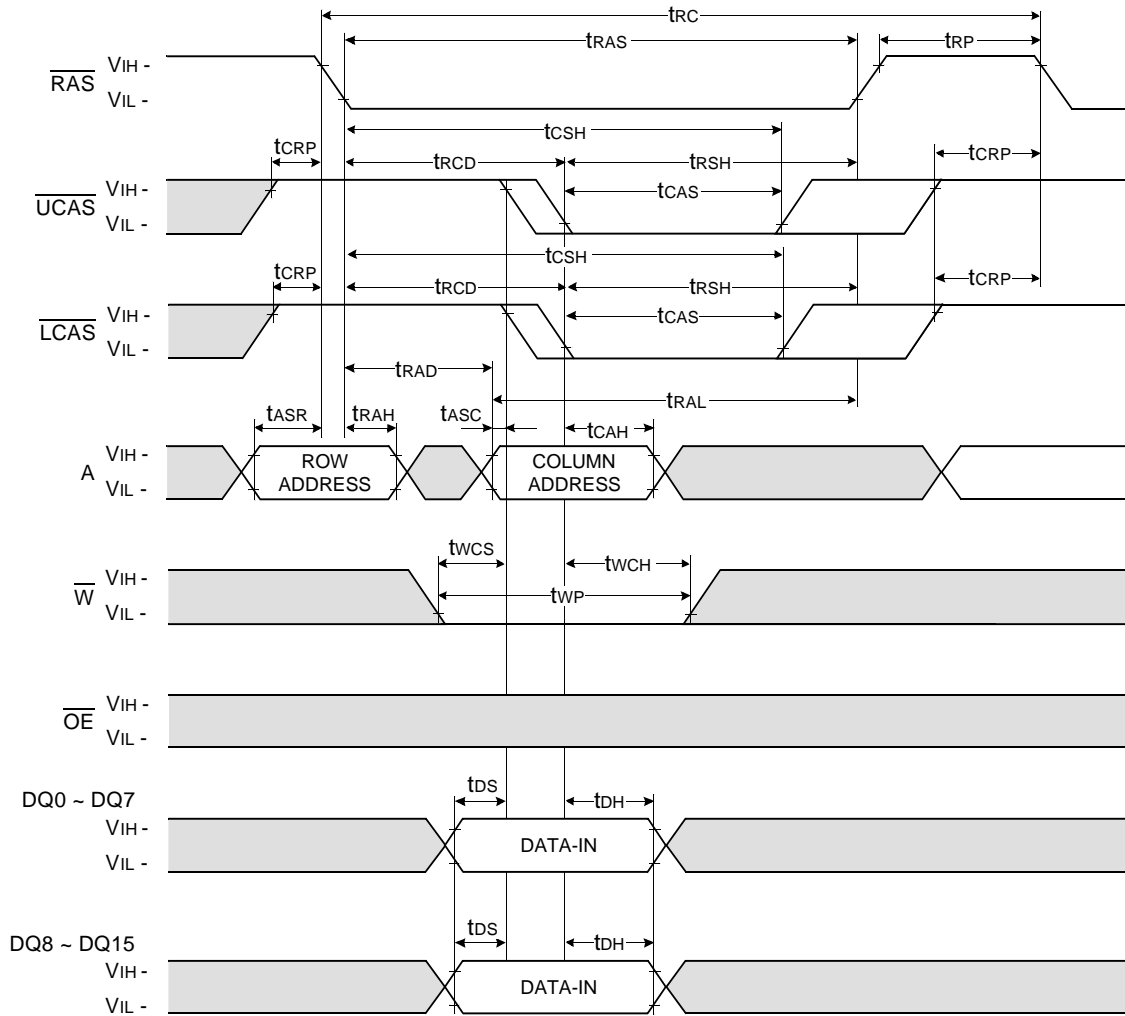 tRC
tRAS
tRP
RAS
VIH -
VIL -
tCSH
tCRP
tRCD
tRSH
tCRP
UCAS
VIH -
VIL -
tCAS
tCSH
tCRP
tRCD
tRSH
tCRP
LCAS
VIH -
VIL -
tCAS
tRAD
tRAL
tASR
tRAH
tASC
tCAH
A
VIH -
VIL -
ROW
ADDRESS
COLUMN
ADDRESS
tWCS
tWCH
W
VIH -
VIL -
tWP
OE
VIH -
VIL -
DQ0 ~ DQ7
tDS
tDH
VIH -
VIL -
DATA-IN
DQ8 ~ DQ15
tDS
tDH
VIH -
VIL -
DATA-IN